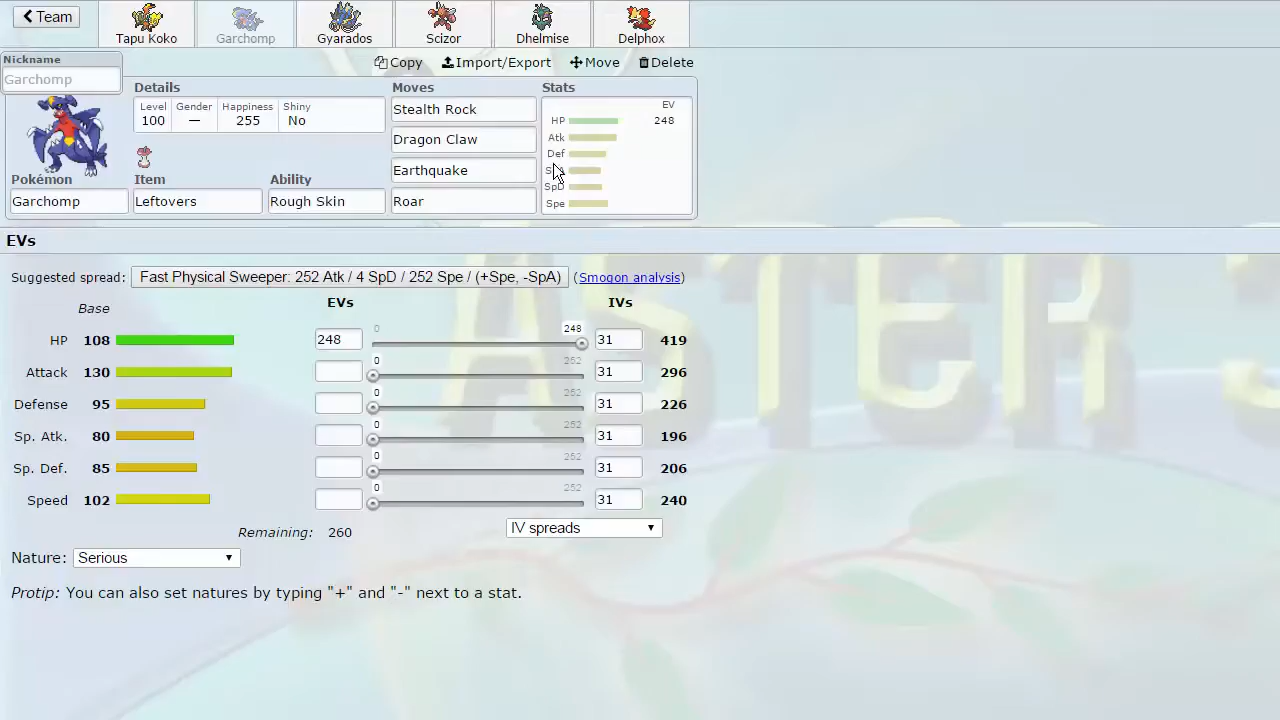 Team
Tapu Koko
Garchomp
Gyarados
Scizor
Dhelmise
Delphox
Nickname
Garchomp
Copy
Import/Export
Move
Delete
Details
Level
100
Gender
—
Happiness
255
Shiny
No
Pokémon
Garchomp
Item
Leftovers
Ability
Rough Skin
Moves
Stealth Rock
Dragon Claw
Earthquake
Roar
Stats
EV
HP 248
Atk
Def
SpD
Spe
EVs
Suggested spread: Fast Physical Sweeper: 252 Atk / 4 SpD / 252 Spe / (+Spe, -SpA) (Smogon analysis)
Base EVs IVs
HP 108 248 0 248 31 419
Attack 130 0 252 31 296
Defense 95 0 252 31 226
Sp. Atk. 80 0 252 31 196
Sp. Def. 85 0 252 31 206
Speed 102 0 252 31 240
Remaining: 260
IV spreads
Nature: Serious
Protip: You can also set natures by typing "+" and "-" next to a stat.